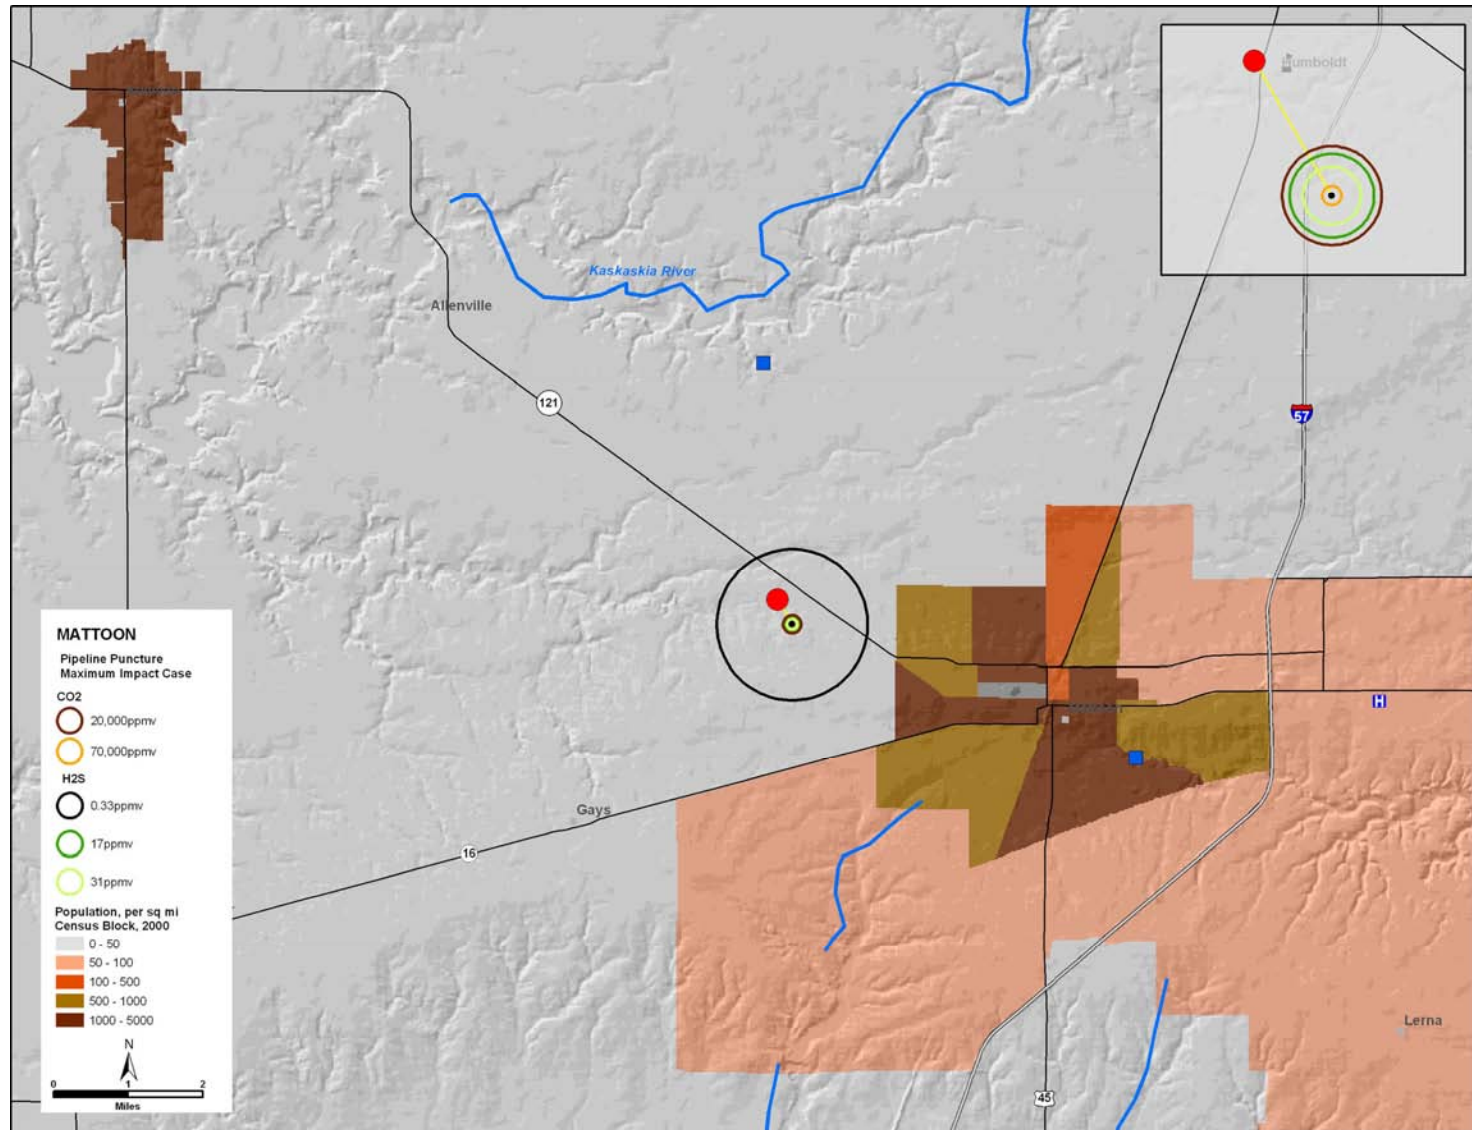 Humboldt
Kaskaskia River
Allenville
121
57
MATTOON
Pipeline Puncture
Maximum Impact Case
CO2
20,000ppmv
70,000ppmv
H2S
0.33ppmv
17ppmv
31ppmv
Population, per sq mi
Census Block, 2000
0 - 50
50 - 100
100 - 500
500 - 1000
1000 - 5000
N
0 1 2
Miles
H
Gays
16
Lerna
45